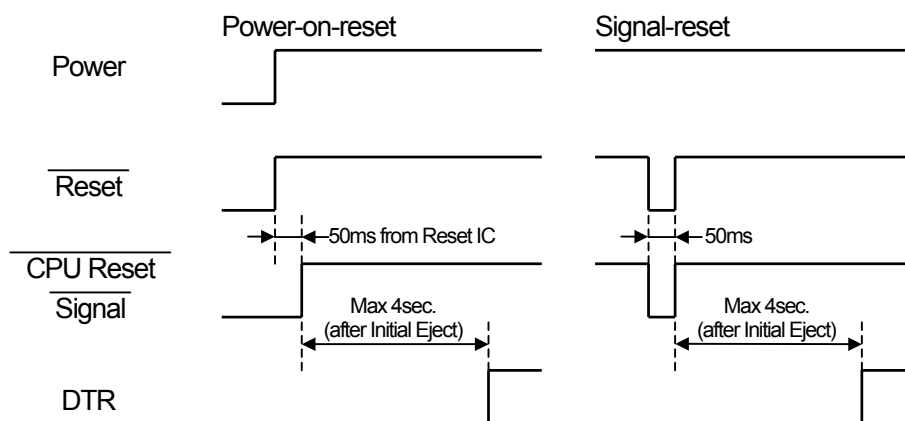 Power-on-reset
Signal-reset
Power
Reset
50ms from Reset IC
50ms
CPU Reset
Signal
Max 4sec.
(after Initial Eject)
Max 4sec.
(after Initial Eject)
DTR